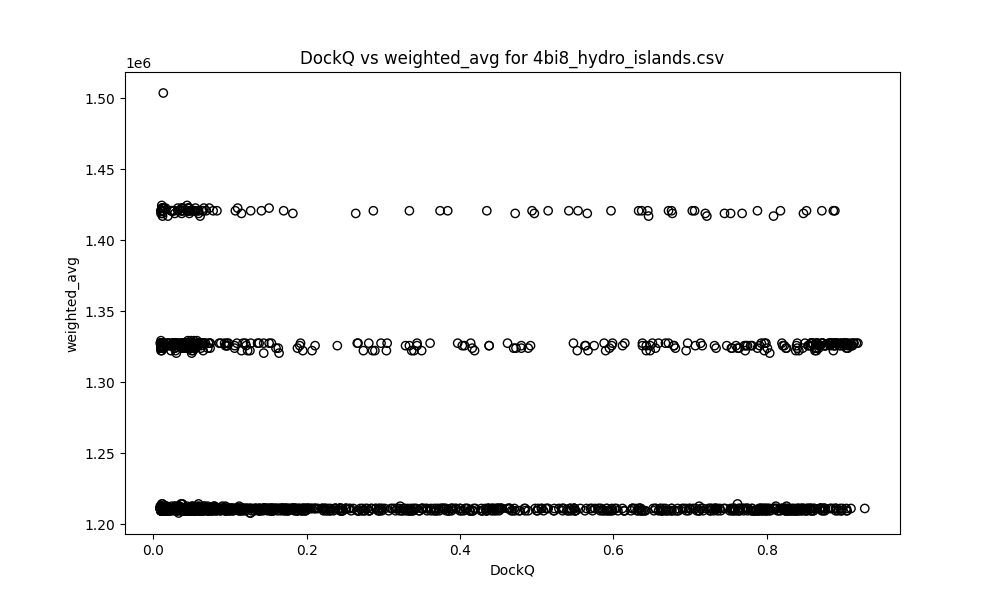 DockQ vs weighted_avg for 4bi8_hydro_islands.csv
1e6
1.50
1.45
1.40
1.35
1.30
1.25
1.20
weighted_avg
0.0 0.2 0.4 0.6 0.8
DockQ